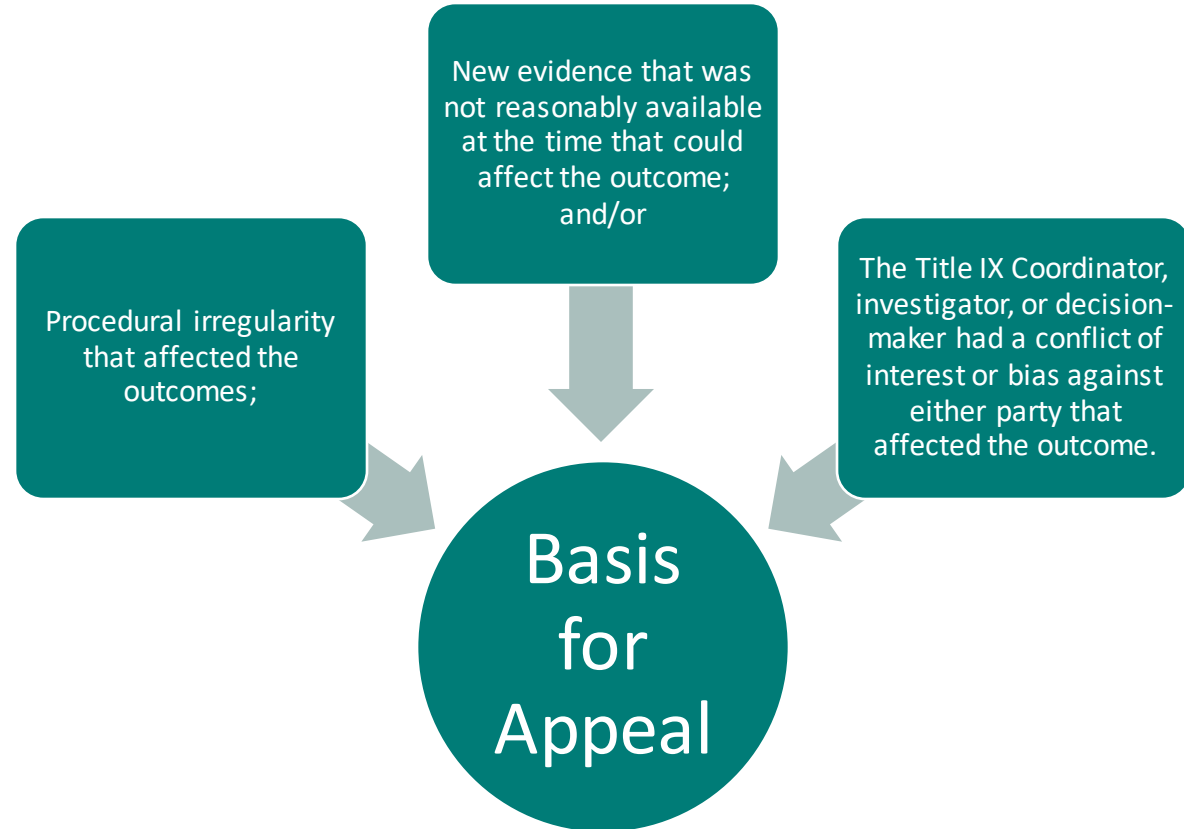 New evidence that was
not reasonably available
at the time that could
affect the outcome;
and/or
Procedural irregularity
that affected the
outcomes;
The Title IX Coordinator,
investigator, or decision-
maker had a conflict of
interest or bias against
either party that
affected the outcome.
Basis
for
Appeal